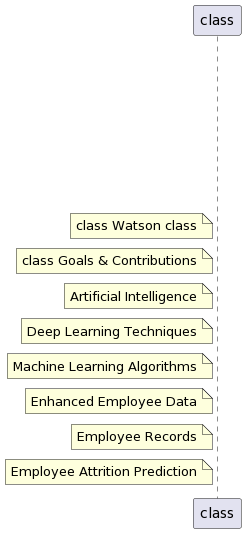 class
class Watson class
class Goals & Contributions
Artificial Intelligence
Deep Learning Techniques
Machine Learning Algorithms
Enhanced Employee Data
Employee Records
Employee Attrition Prediction
class